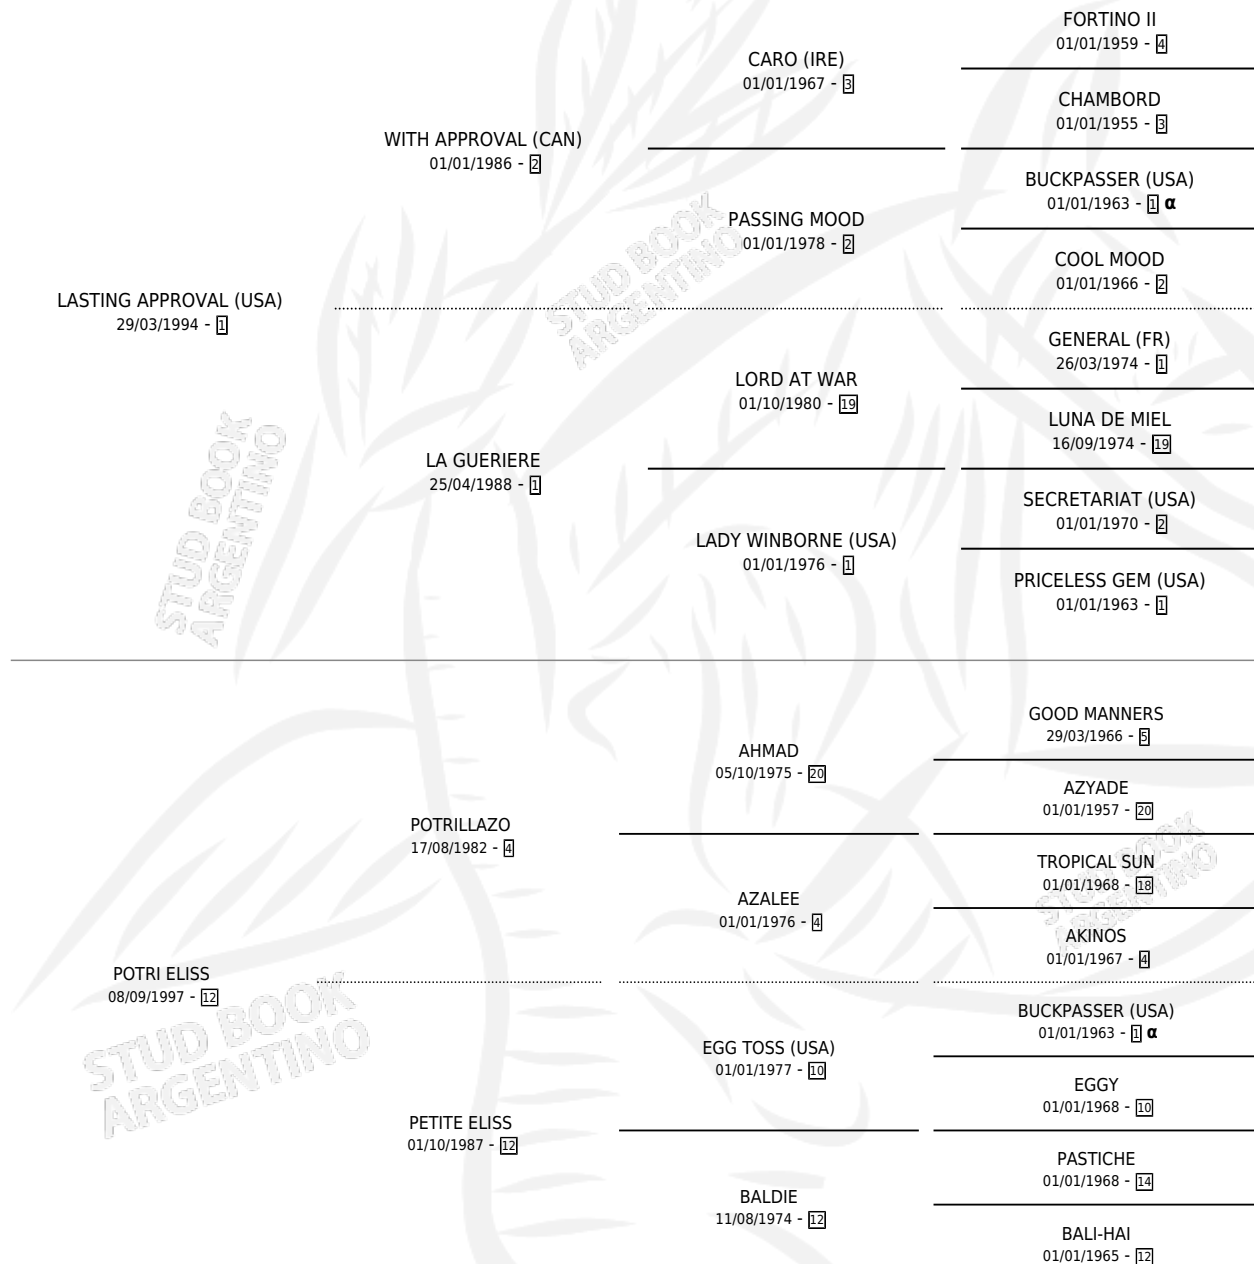 FORTINO II
01/01/1959 - 4
CARO (IRE)
01/01/1967 - 3
CHAMBORD
01/01/1955 - 3
WITH APPROVAL (CAN)
01/01/1986 - 2
BUCKPASSER (USA)
01/01/1963 - 1 α
PASSING MOOD
01/01/1978 - 2
COOL MOOD
01/01/1966 - 2
LASTING APPROVAL (USA)
29/03/1994 - 1
GENERAL (FR)
26/03/1974 - 1
LORD AT WAR
01/10/1980 - 19
LUNA DE MIEL
16/09/1974 - 19
LA GUERIERE
25/04/1988 - 1
SECRETARIAT (USA)
01/01/1970 - 2
LADY WINBORNE (USA)
01/01/1976 - 1
PRICELESS GEM (USA)
01/01/1963 - 1
GOOD MANNERS
29/03/1966 - 5
AHMAD
05/10/1975 - 20
AZYADE
01/01/1957 - 20
POTRILLAZO
17/08/1982 - 4
TROPICAL SUN
01/01/1968 - 18
AZALEE
01/01/1976 - 4
AKINOS
01/01/1967 - 4
POTRI ELISS
08/09/1997 - 12
BUCKPASSER (USA)
01/01/1963 - 1 α
EGG TOSS (USA)
01/01/1977 - 10
EGGY
01/01/1968 - 10
PETITE ELISS
01/10/1987 - 12
PASTICHE
01/01/1968 - 14
BALDIE
11/08/1974 - 12
BALI-HAI
01/01/1965 - 12
STUD BOOK
ARGENTINO
STUD BOOK
ARGENTINO
STUD BOOK
ARGENTINO
STUD BOOK
ARGENTINO